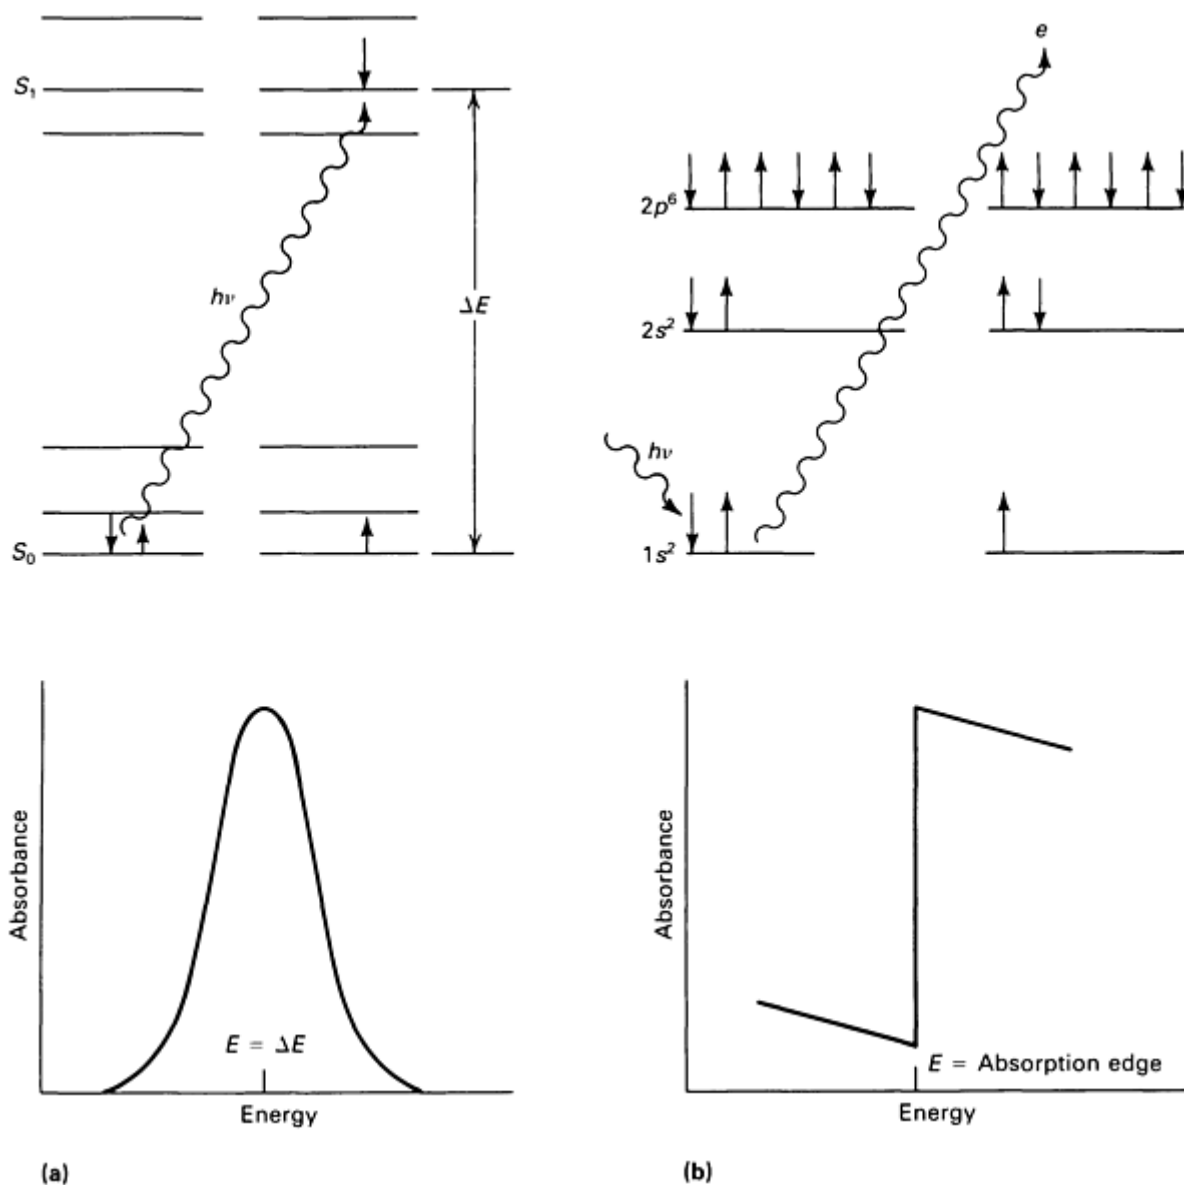 S₁
hν
ΔE
S₀
Absorbance
E = ΔE
Energy
(a)
e
2p⁶
2s²
hν
1s²
Absorbance
E = Absorption edge
Energy
(b)